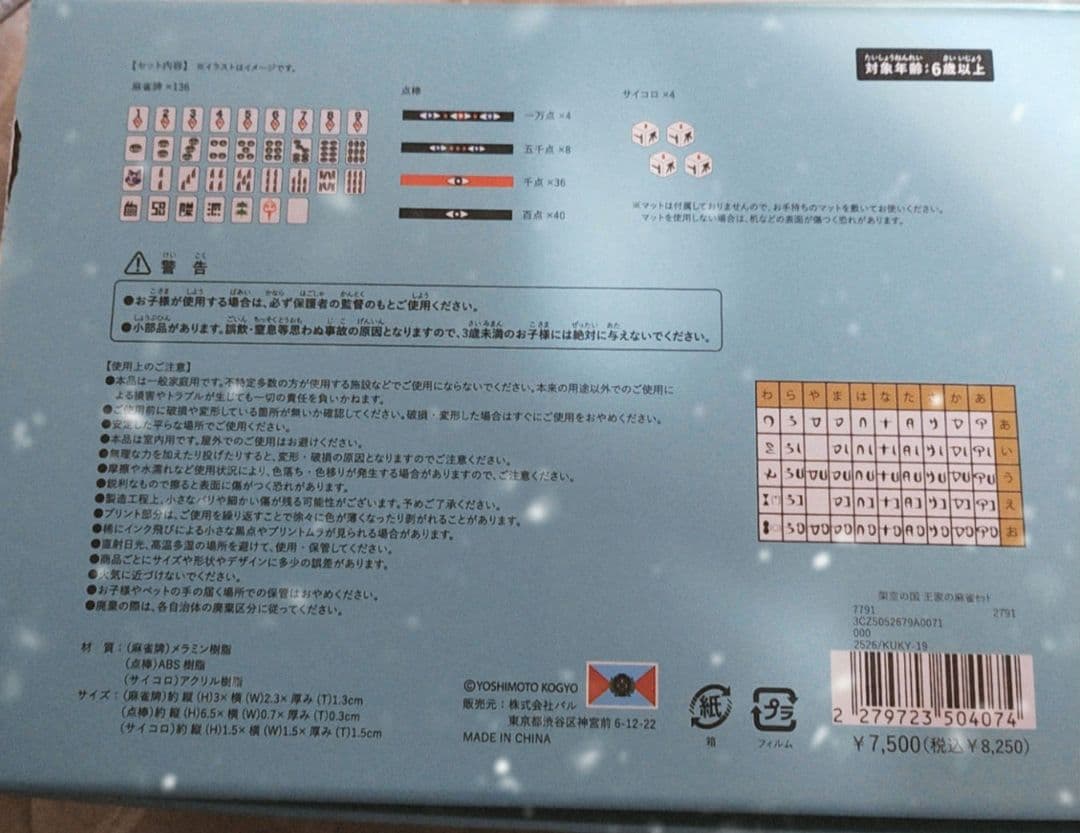 【セット内容】 ※イラストはイメージです。
麻雀牌 ×136
点棒
一万点 ×4
五千点 ×8
千点 ×36
百点 ×40
サイコロ ×4
たいしょうねんれい さい いじょう
対象年齢：6歳以上
※マットは付属しておりませんので、お手持ちのマットを敷いてお使いください。
マットを使用しない場合は、机などの表面が傷つく恐れがあります。
けい こく
警 告
●お子様が使用する場合は、必ず保護者の監督のもとご使用ください。
●小部品があります。誤飲・窒息等思わぬ事故の原因となりますので、3歳未満のお子様には絶対に与えないでください。
【使用上のご注意】
●本品は一般家庭用です。不特定多数の方が使用する施設などでご使用にならないでください。本来の用途以外でのご使用に
よる損害やトラブルが生じても一切の責任を負いかねます。
●ご使用前に破損や変形している箇所が無いか確認してください。破損・変形した場合はすぐにご使用をおやめください。
●安定した平らな場所でご使用ください。
●本品は室内用です。屋外でのご使用はお避けください。
●無理な力を加えたり投げたりすると、変形・破損の原因となりますのでご注意ください。
●摩擦や水濡れなど使用状況により、色落ち・色移りが発生する場合がありますので、ご注意ください。
●鋭利なもので擦ると表面に傷がつく恐れがあります。
●製造工程上、小さなバリや細かい傷が残る可能性がございます。予めご了承ください。
●プリント部分は、ご使用を繰り返すことで徐々に色が薄くなったり剥がれることがあります。
●稀にインク飛びによる小さな黒点やプリントムラが見られる場合があります。
●直射日光、高温多湿の場所を避けて、使用・保管してください。
●商品ごとにサイズや形状やデザインに多少の誤差があります。
●火気に近づけないでください。
●お子様やペットの手の届く場所での保管はおやめください。
●廃棄の際は、各自治体の廃棄区分に従ってください。
わ ら や ま は な た さ か あ
あ
い
う
え
お
材 質：(麻雀牌)メラミン樹脂
(点棒)ABS樹脂
(サイコロ)アクリル樹脂
サイズ：(麻雀牌)約 縦(H)3× 横(W)2.3× 厚み(T)1.3cm
(点棒)約 縦(H)6.5× 横(W)0.7× 厚み(T)0.3cm
(サイコロ)約 縦(H)1.5× 横(W)1.5× 厚み(T)1.5cm
©YOSHIMOTO KOGYO
販売元：株式会社パル
東京都渋谷区神宮前 6-12-22
MADE IN CHINA
紙
箱
プラ
フィルム
架空の国 王家の麻雀セット
7791 2791
3CZ5052679A0071
000
2526/KUKY-19
2 279723 504074
￥7,500(税込￥8,250)